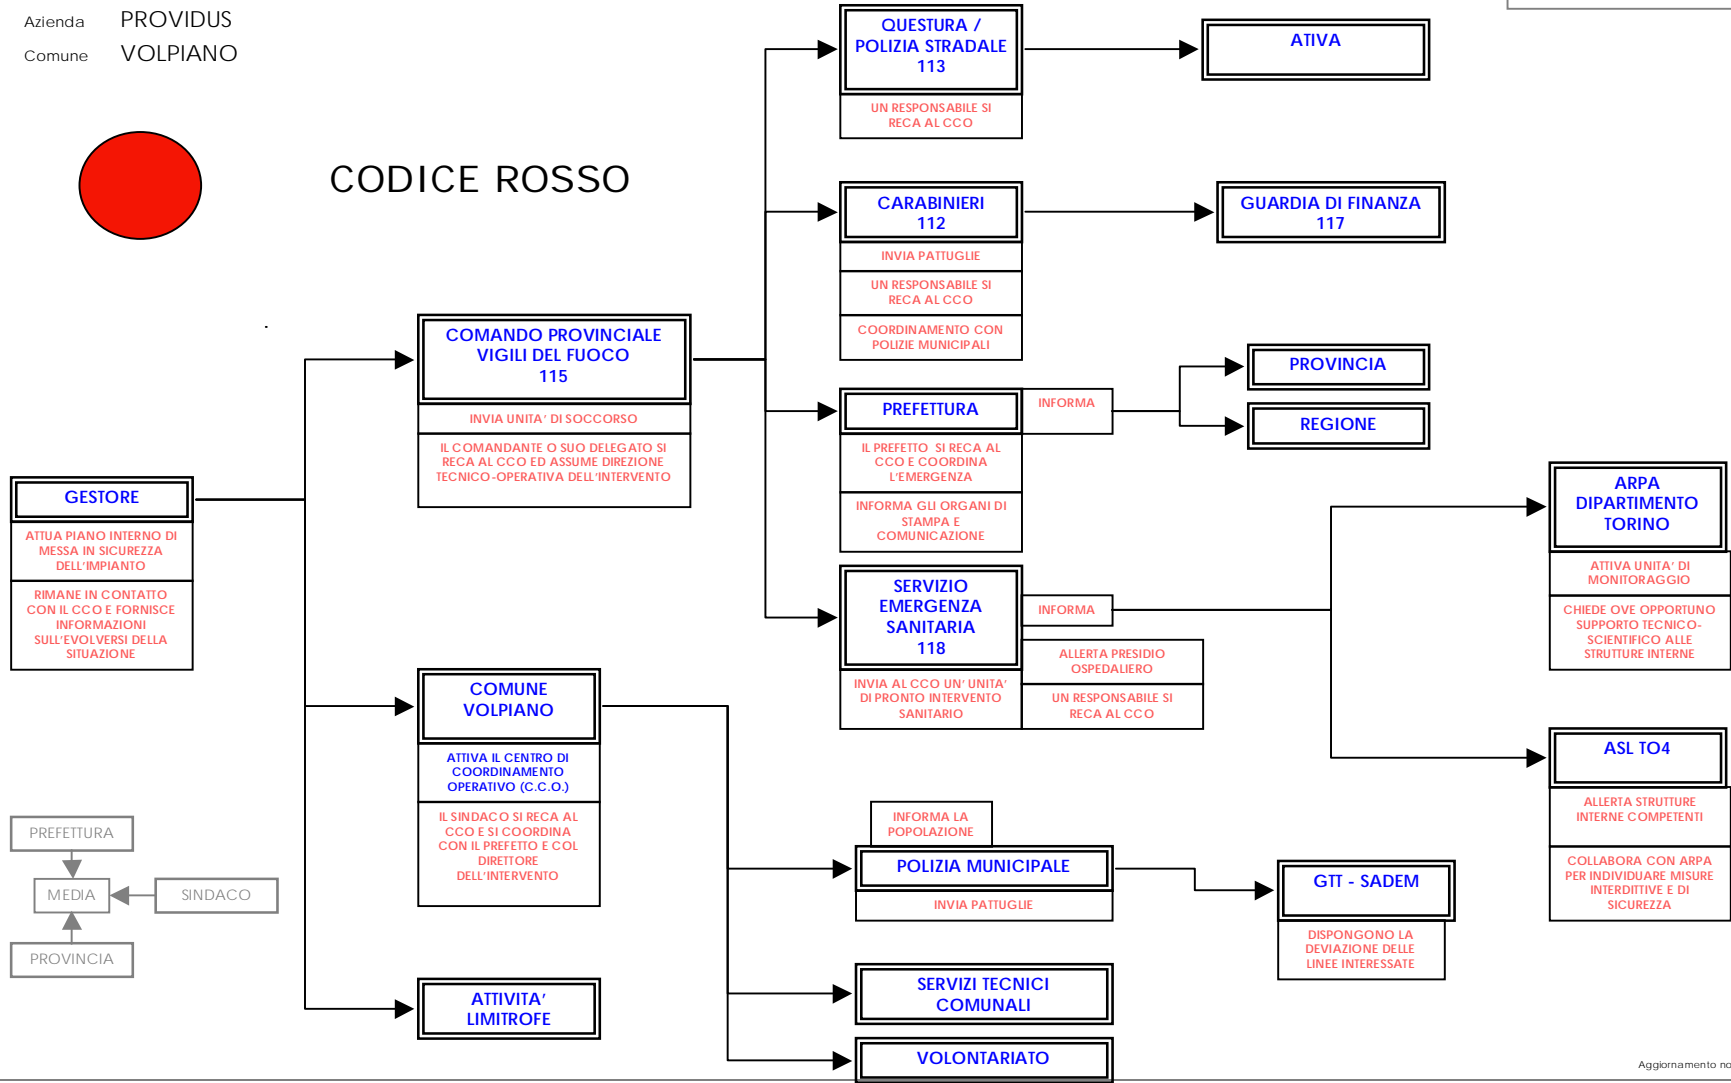 Azienda PROVIDUS
Comune VOLPIANO
CODICE ROSSO
GESTORE
ATTUA PIANO INTERNO DI
MESSA IN SICUREZZA
DELL'IMPIANTO
RIMANE IN CONTATTO
CON IL CCO E FORNISCE
INFORMAZIONI
SULL'EVOLVERSI DELLA
SITUAZIONE
PREFETTURA
MEDIA
SINDACO
PROVINCIA
COMANDO PROVINCIALE
VIGILI DEL FUOCO
115
INVIA UNITA' DI SOCCORSO
IL COMANDANTE O SUO DELEGATO SI
RECA AL CCO ED ASSUME DIREZIONE
TECNICO-OPERATIVA DELL'INTERVENTO
COMUNE
VOLPIANO
ATTIVA IL CENTRO DI
COORDINAMENTO
OPERATIVO (C.C.O.)
IL SINDACO SI RECA AL
CCO E SI COORDINA
CON IL PREFETTO E COL
DIRETTORE
DELL'INTERVENTO
ATTIVITA'
LIMITROFE
QUESTURA /
POLIZIA STRADALE
113
UN RESPONSABILE SI
RECA AL CCO
ATIVA
CARABINIERI
112
INVIA PATTUGLIE
UN RESPONSABILE SI
RECA AL CCO
COORDINAMENTO CON
POLIZIE MUNICIPALI
GUARDIA DI FINANZA
117
PREFETTURA
INFORMA
IL PREFETTO SI RECA AL
CCO E COORDINA
L'EMERGENZA
INFORMA GLI ORGANI DI
STAMPA E
COMUNICAZIONE
PROVINCIA
REGIONE
SERVIZIO
EMERGENZA
SANITARIA
118
INFORMA
ALLERTA PRESIDIO
OSPEDALIERO
INVIA AL CCO UN' UNITA'
DI PRONTO INTERVENTO
SANITARIO
UN RESPONSABILE SI
RECA AL CCO
ARPA
DIPARTIMENTO
TORINO
ATTIVA UNITA' DI
MONITORAGGIO
CHIEDE OVE OPPORTUNO
SUPPORTO TECNICO-
SCIENTIFICO ALLE
STRUTTURE INTERNE
ASL TO4
ALLERTA STRUTTURE
INTERNE COMPETENTI
COLLABORA CON ARPA
PER INDIVIDUARE MISURE
INTERDITTIVE E DI
SICUREZZA
INFORMA LA
POPOLAZIONE
POLIZIA MUNICIPALE
INVIA PATTUGLIE
GTT - SADEM
DISPONGONO LA
DEVIAZIONE DELLE
LINEE INTERESSATE
SERVIZI TECNICI
COMUNALI
VOLONTARIATO
Aggiornamento